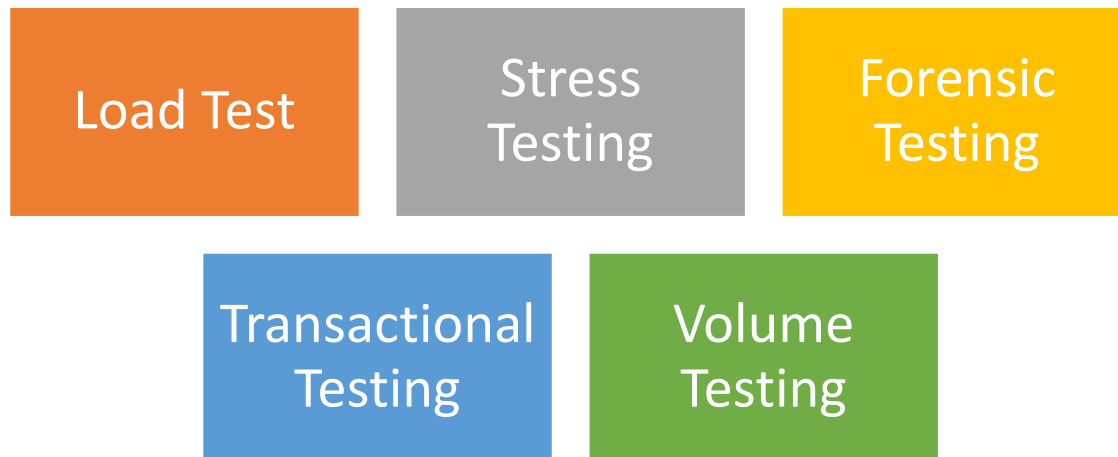 Load Test
Stress
Testing
Forensic
Testing
Transactional
Testing
Volume
Testing